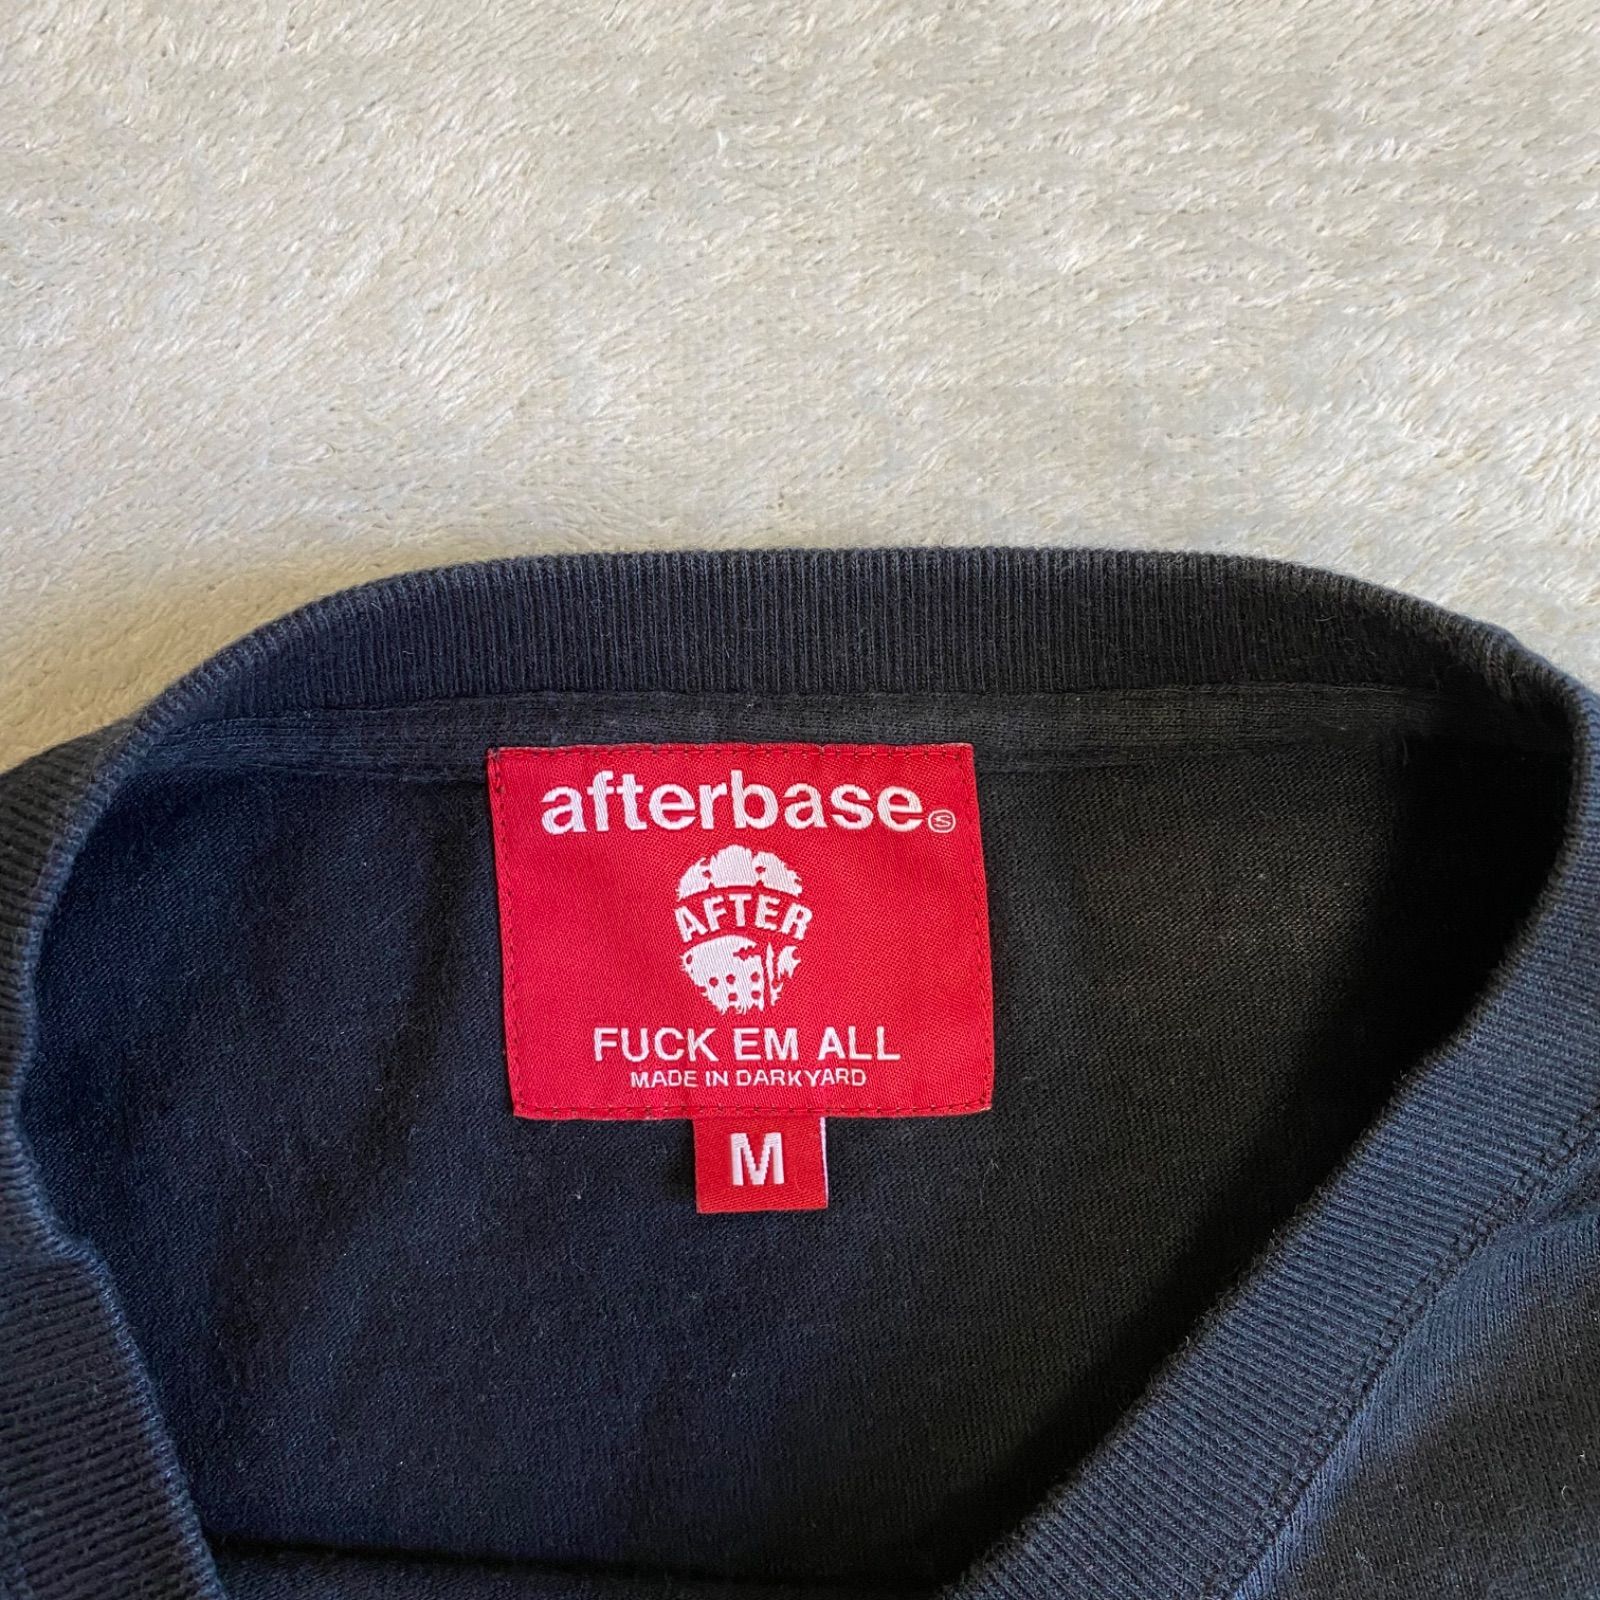 afterbase Ⓢ
AFTER
FUCK EM ALL
MADE IN DARKYARD
M